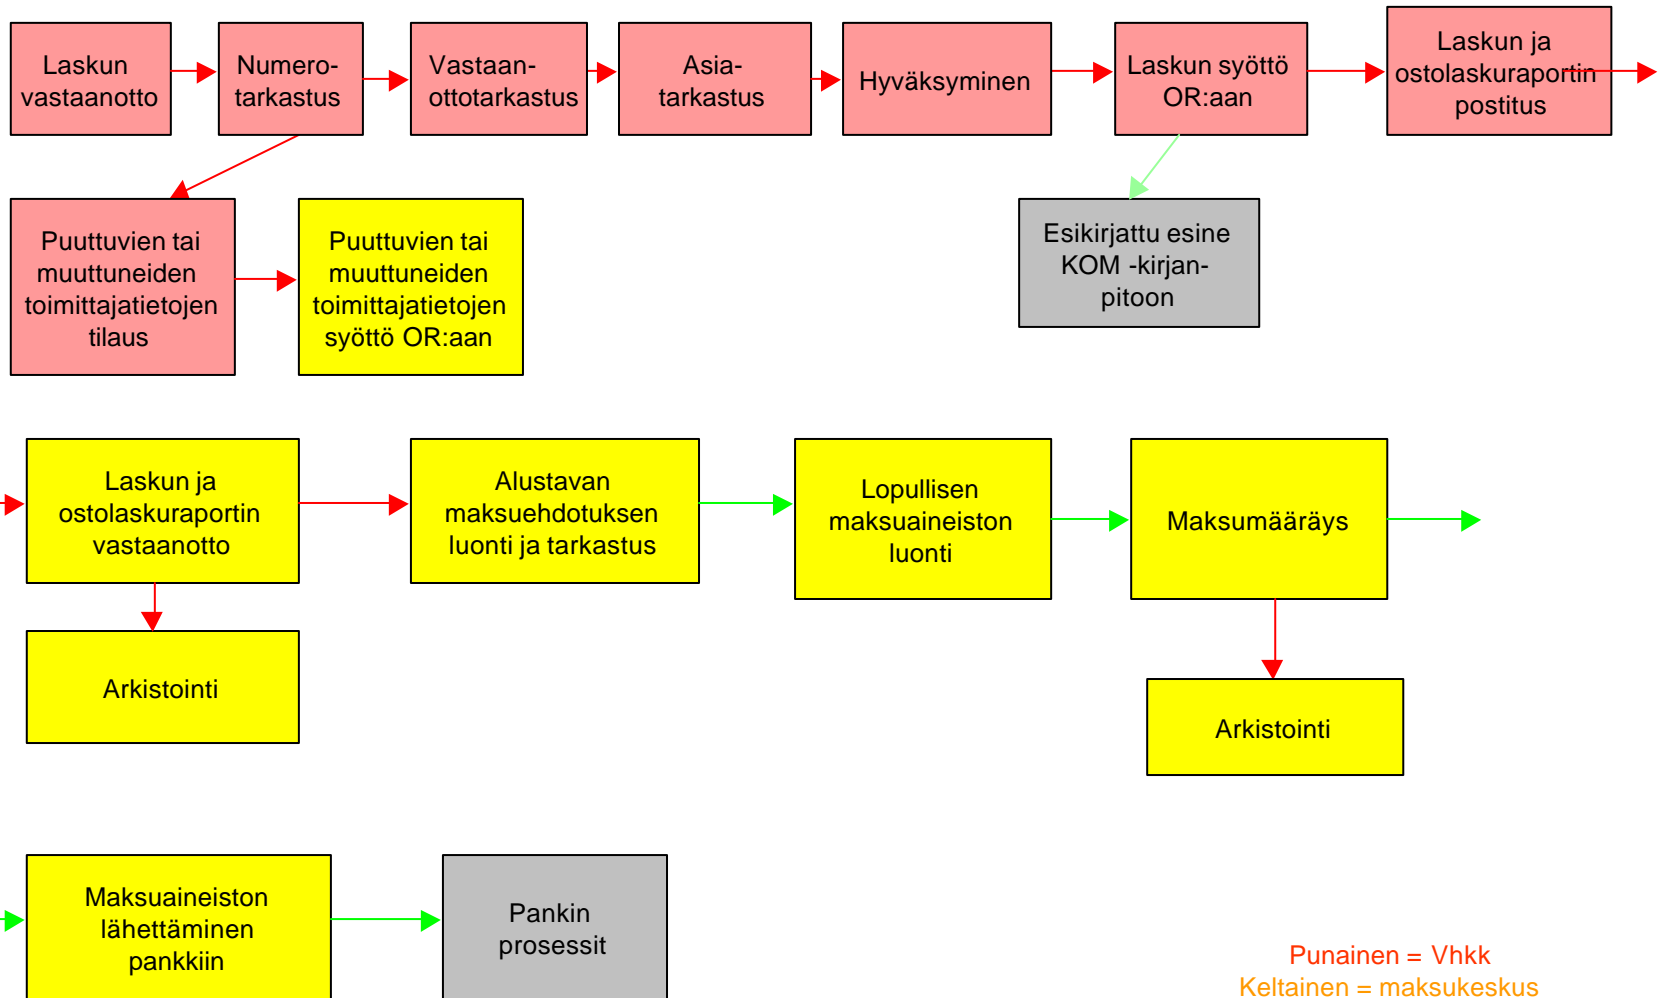 Laskun
vastaanotto
Numero-
tarkastus
Vastaan-
ottotarkastus
Asia-
tarkastus
Hyväksyminen
Laskun syöttö
OR:aan
Laskun ja
ostolaskuraportin
postitus
Puuttuvien tai
muuttuneiden
toimittajatietojen
tilaus
Puuttuvien tai
muuttuneiden
toimittajatietojen
syöttö OR:aan
Esikirjattu esine
KOM -kirjan-
pitoon
Laskun ja
ostolaskuraportin
vastaanotto
Alustavan
maksuehdotuksen
luonti ja tarkastus
Lopullisen
maksuaineiston
luonti
Maksumääräys
Arkistointi
Arkistointi
Maksuaineiston
lähettäminen
pankkiin
Pankin
prosessit
Punainen = Vhkk
Keltainen = maksukeskus